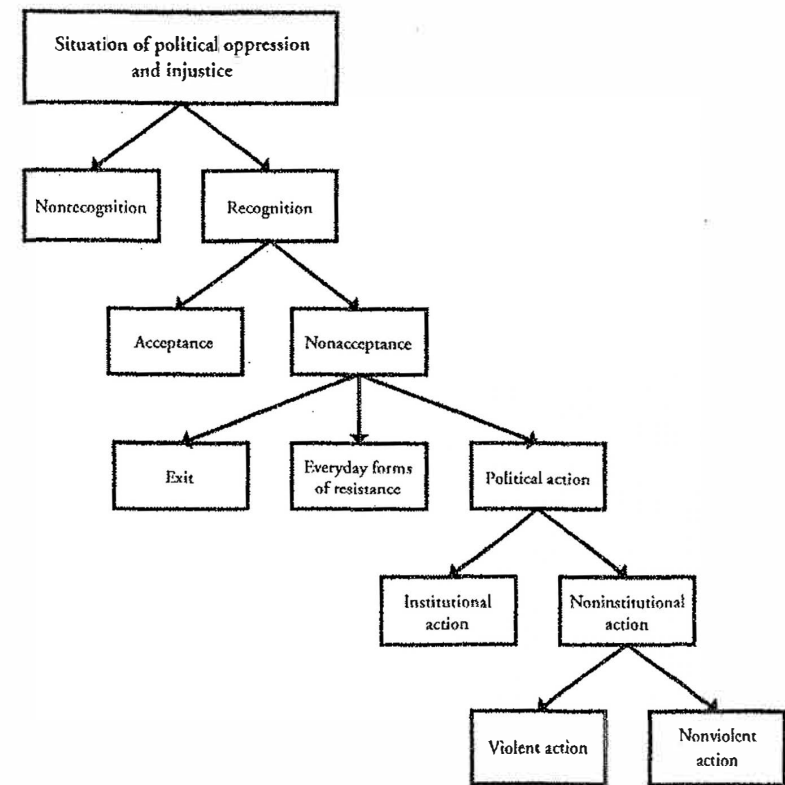 Situation of political oppression
and injustice
Nonrecognition
Recognition
Acceptance
Nonacceptance
Exit
Everyday forms
of resistance
Political action
Institutional
action
Noninstitutional
action
Violent action
Nonviolent
action